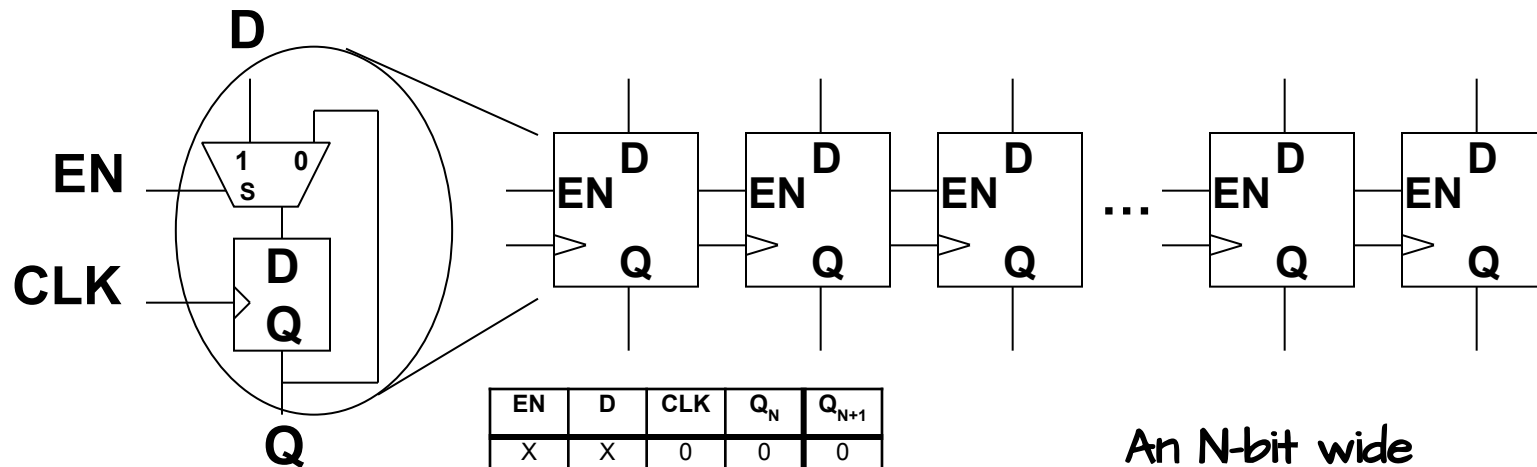 D
1 0
S
EN
D
Q
CLK
Q
D D D D D
EN EN EN ... EN EN
Q Q Q Q Q
EN D CLK Q_N Q_N+1
X X 0 0 0
An N-bit wide